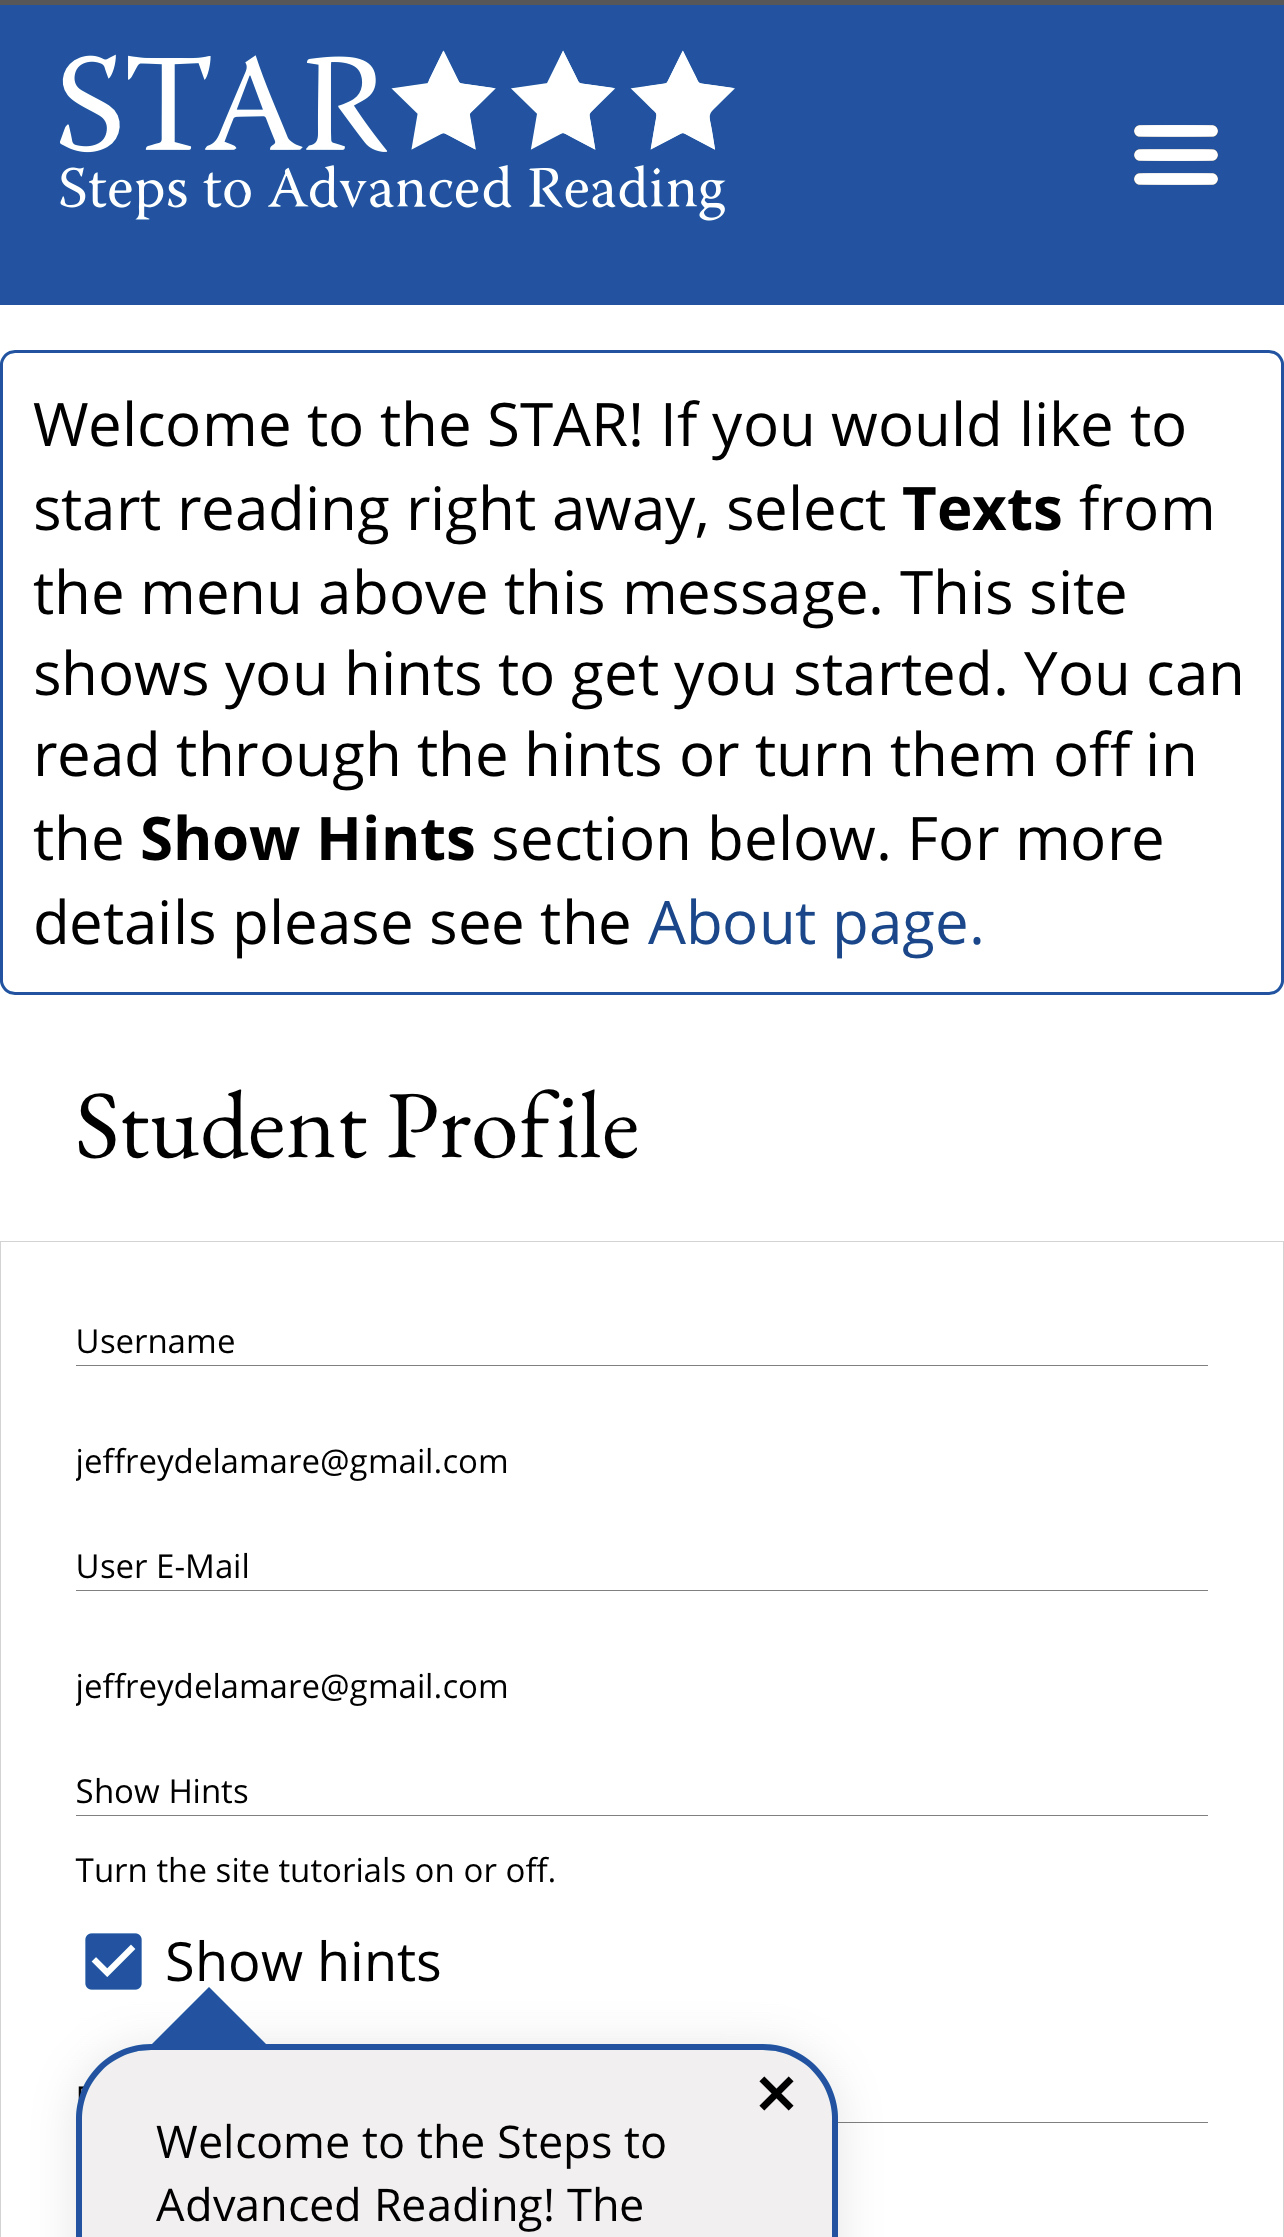 STAR
Steps to Advanced Reading
Welcome to the STAR! If you would like to
start reading right away, select Texts from
the menu above this message. This site
shows you hints to get you started. You can
read through the hints or turn them off in
the Show Hints section below. For more
details please see the About page.
Student Profile
Username
jeffreydelamare@gmail.com
User E-Mail
jeffreydelamare@gmail.com
Show Hints
Turn the site tutorials on or off.
Show hints
Welcome to the Steps to
Advanced Reading! The